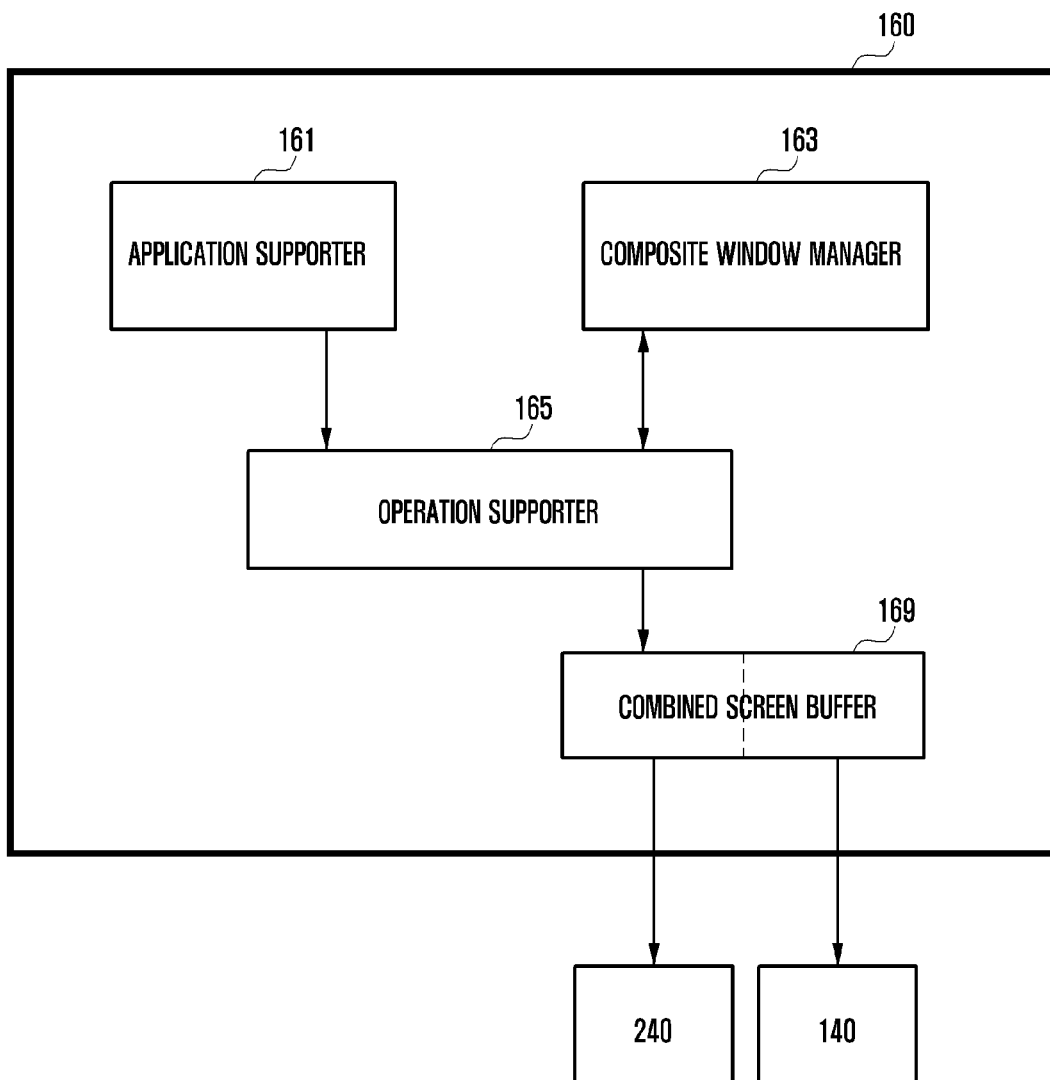 160
161
163
APPLICATION SUPPORTER
COMPOSITE WINDOW MANAGER
165
OPERATION SUPPORTER
169
COMBINED SCREEN BUFFER
240
140